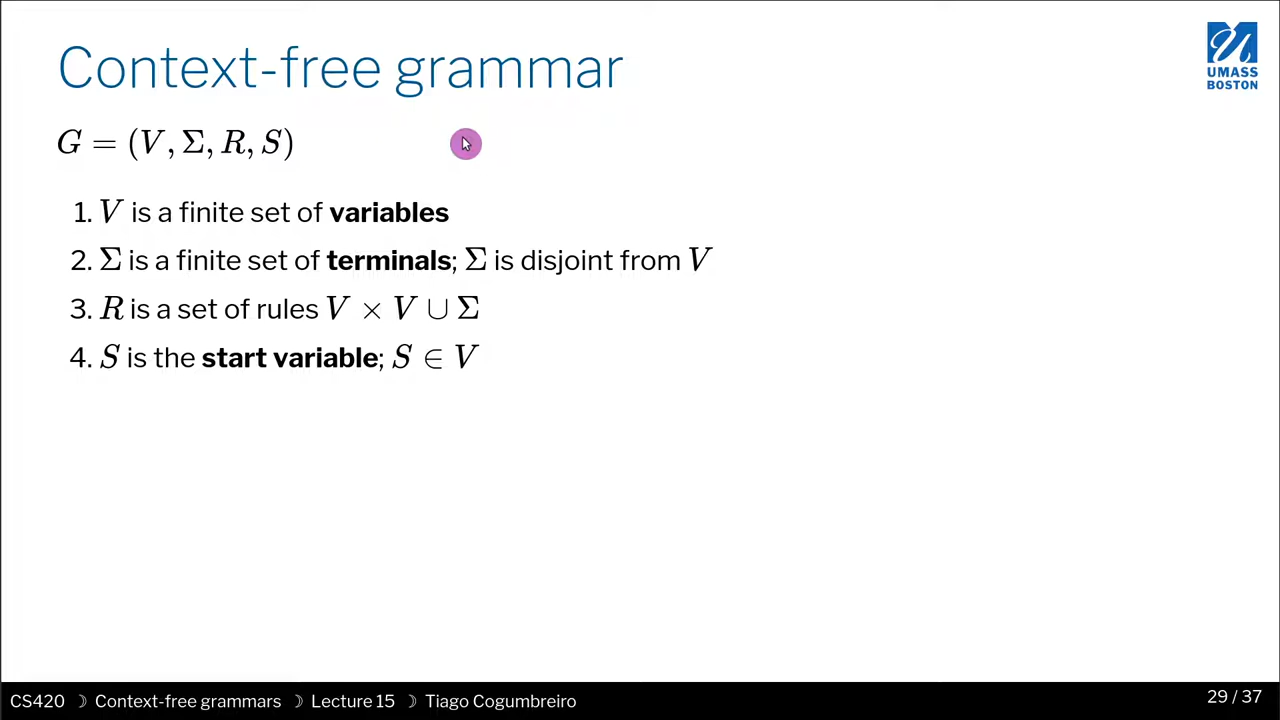 Context-free grammar
UMASS
BOSTON
G = (V, Σ, R, S)
1. V is a finite set of variables
2. Σ is a finite set of terminals; Σ is disjoint from V
3. R is a set of rules V × V ∪ Σ
4. S is the start variable; S ∈ V
CS420 ☽ Context-free grammars ☽ Lecture 15 ☽ Tiago Cogumbreiro
29 / 37